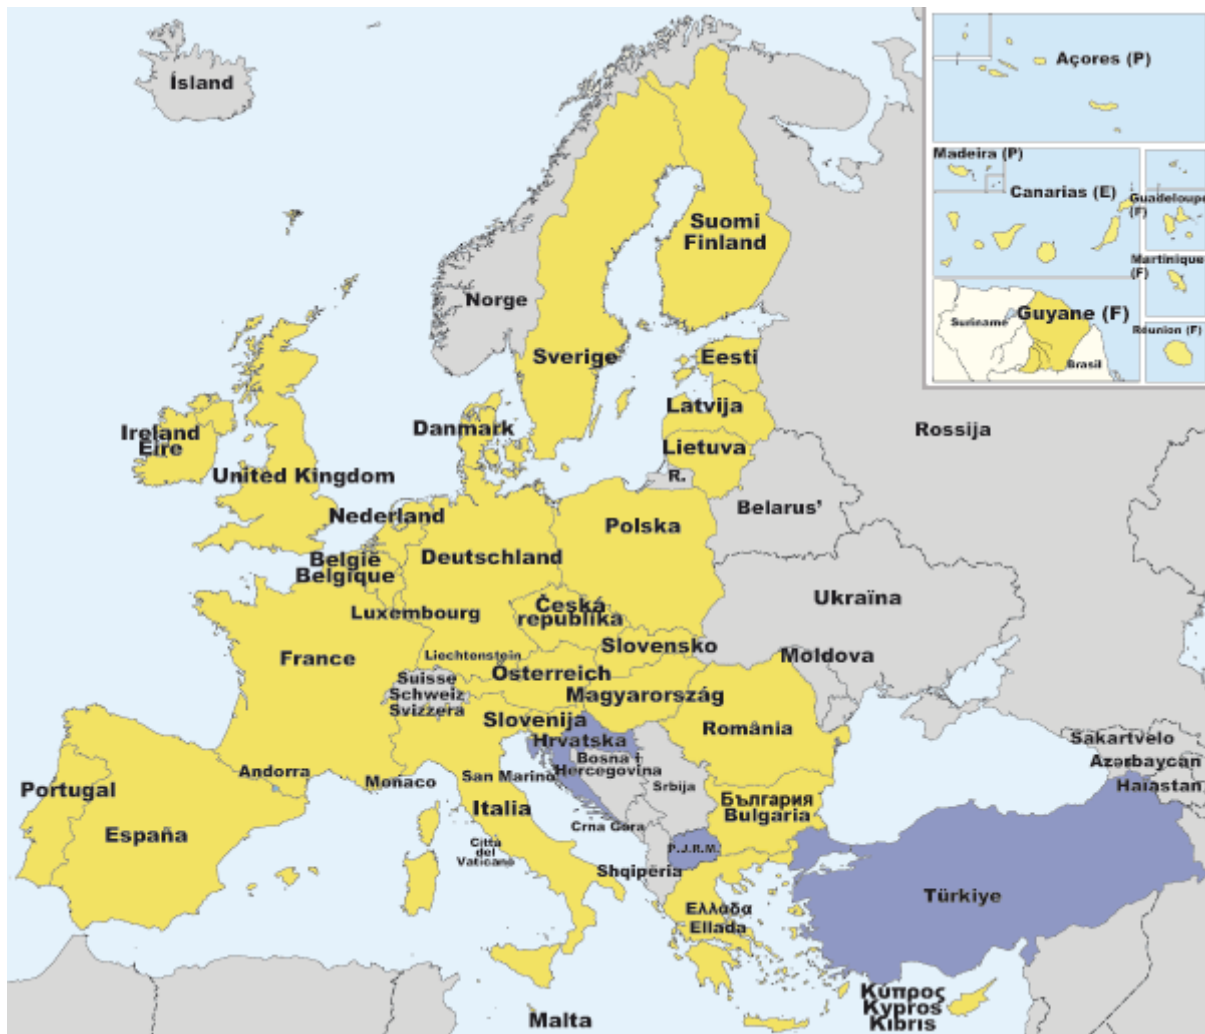 Ísland
Açores (P)
Madeira (P)
Canarias (E)
Guadeloupe
(F)
Martinique
(F)
Guyane (F)
Suriname
Brasil
Réunion (F)
Suomi
Finland
Norge
Sverige
Eesti
Latvija
Lietuva
R.
Danmark
Ireland
Éire
United Kingdom
Rossija
Belarus'
Nederland
Polska
België
Belgique
Deutschland
Luxembourg
Česká
republika
Ukraïna
Slovensko
France
Liechtenstein
Österreich
Moldova
Suisse
Schweiz
Svizzera
Magyarország
Slovenija
Hrvatska
România
Bosna i
Hercegovina
Srbija
Sakartvelo
Azərbaycan
Haiastan
Andorra
Monaco
San Marino
Portugal
España
Italia
България
Bulgaria
Crna Gora
Città
del
Vaticano
P.J.R.M.
Shqipëria
Ελλάδα
Ellada
Türkiye
Κύπρος
Kypros
Kibris
Malta